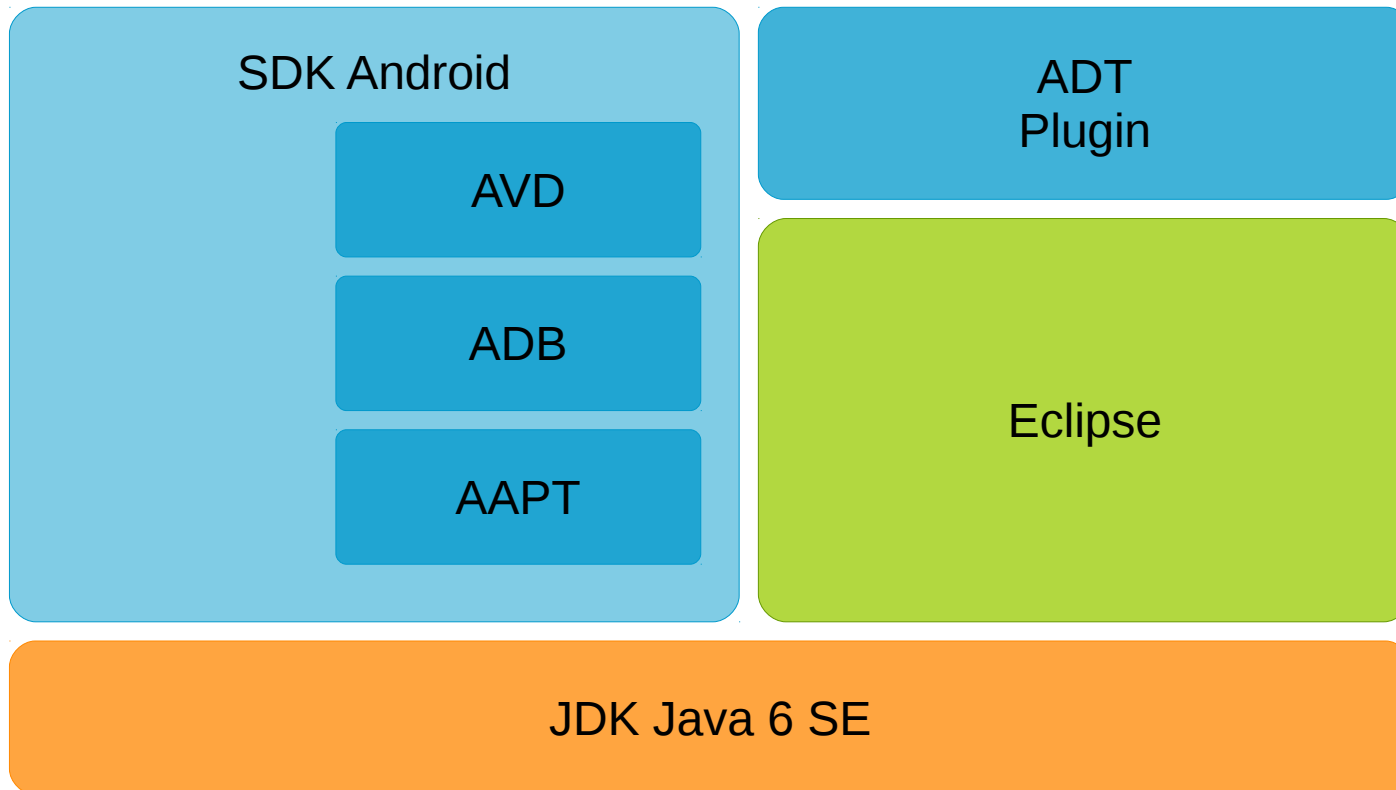 SDK Android
AVD
ADB
AAPT
ADT
Plugin
Eclipse
JDK Java 6 SE